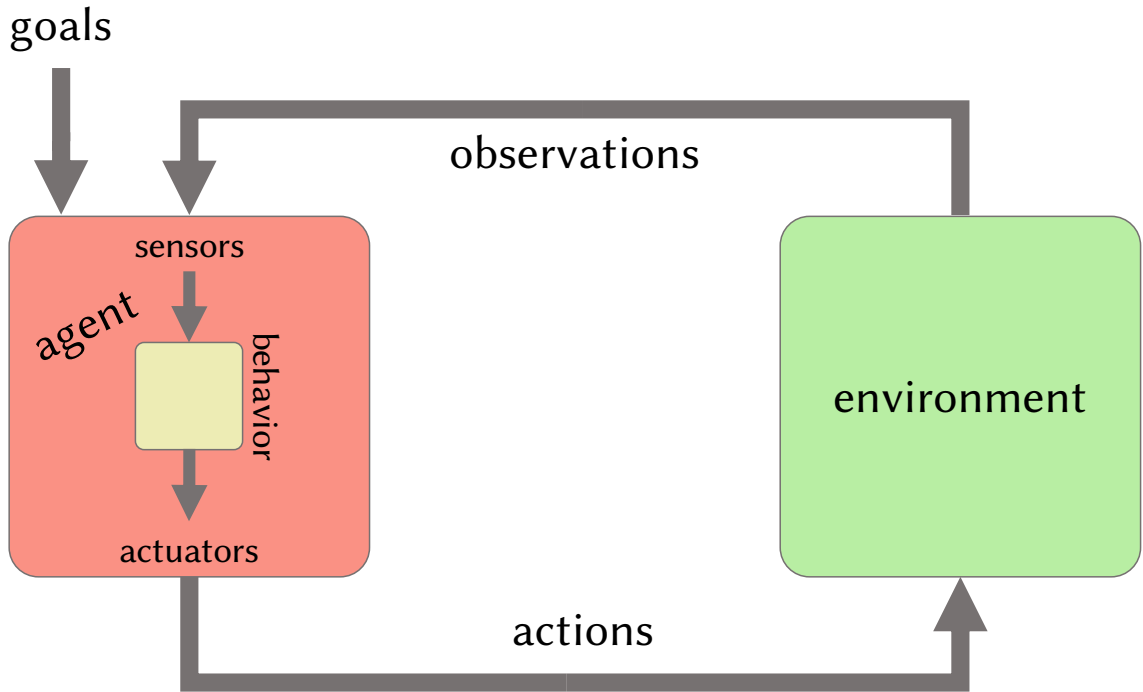 goals
observations
sensors
agent
behavior
environment
actuators
actions